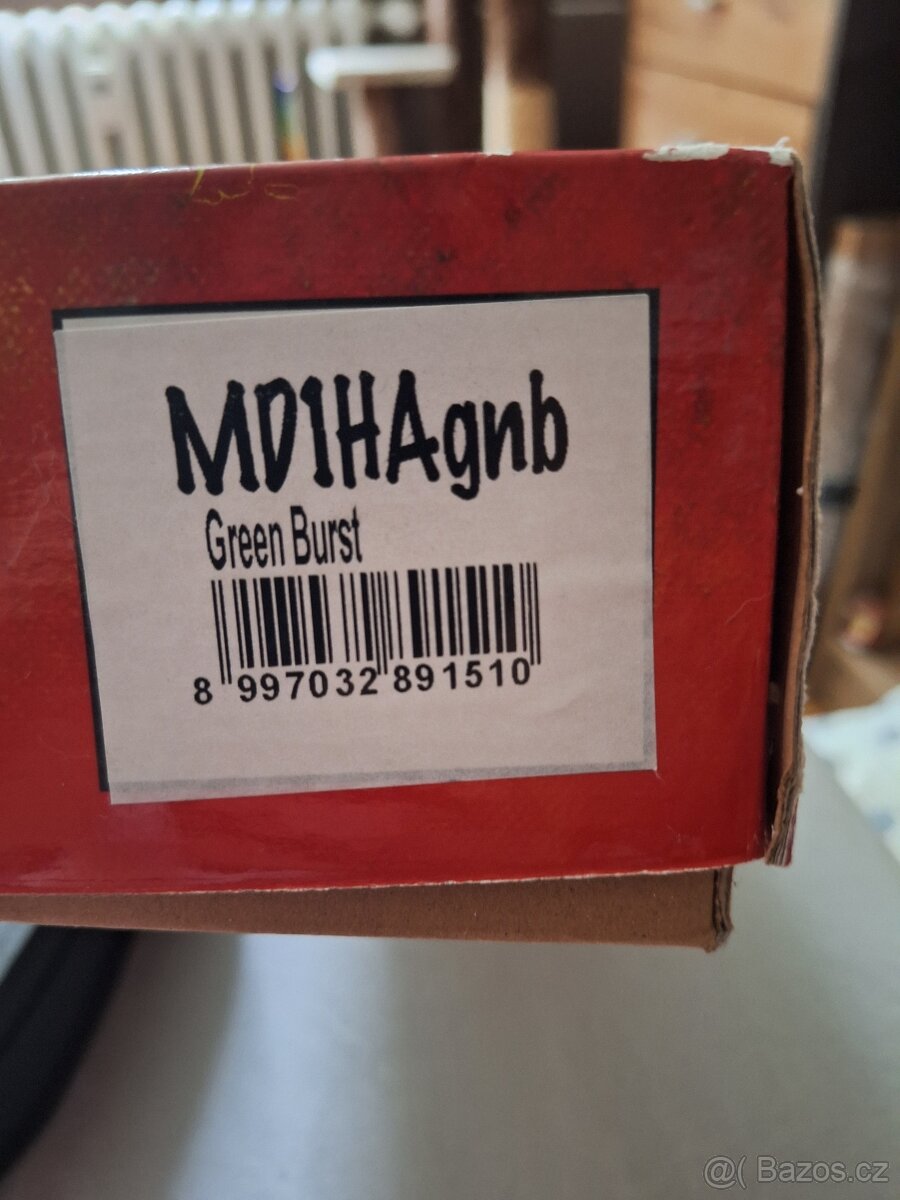 MD1HAgnb
Green Burst
8 997032 891510
@( Bazos.cz